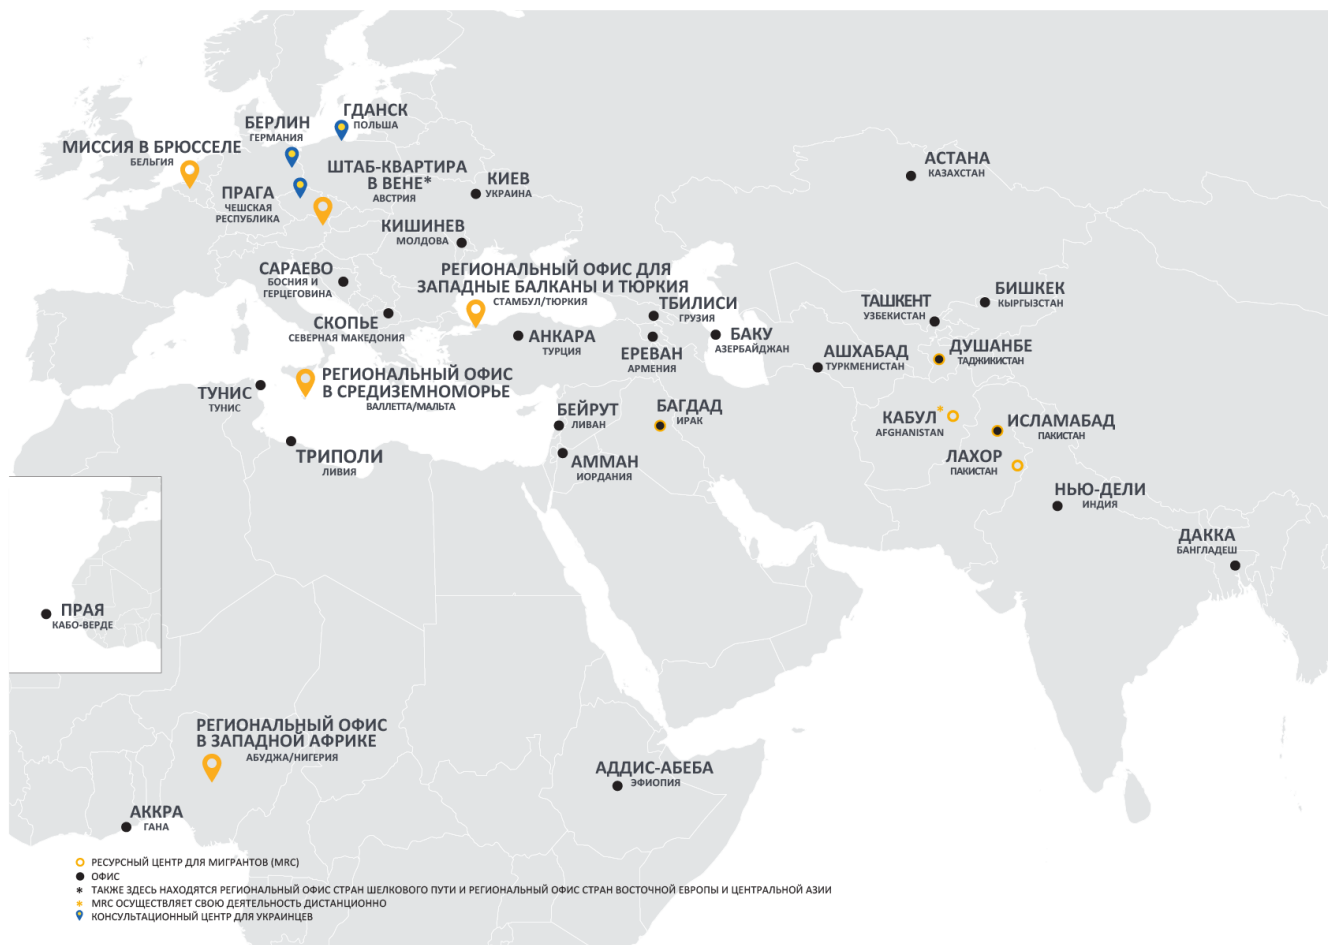 ГДАНСК
ПОЛЬША
БЕРЛИН
ГЕРМАНИЯ
МИССИЯ В БРЮССЕЛЕ
БЕЛЬГИЯ
ШТАБ-КВАРТИРА
В ВЕНЕ*
АВСТРИЯ
ПРАГА
ЧЕШСКАЯ
РЕСПУБЛИКА
КИЕВ
УКРАИНА
АСТАНА
КАЗАХСТАН
КИШИНЕВ
МОЛДОВА
САРАЕВО
БОСНИЯ И
ГЕРЦЕГОВИНА
РЕГИОНАЛЬНЫЙ ОФИС ДЛЯ
ЗАПАДНЫЕ БАЛКАНЫ И ТЮРКИЯ
СТАМБУЛ/ТЮРКИЯ
СКОПЬЕ
СЕВЕРНАЯ МАКЕДОНИЯ
ТБИЛИСИ
ГРУЗИЯ
ТАШКЕНТ
УЗБЕКИСТАН
БИШКЕК
КЫРГЫЗСТАН
АНКАРА
ТУРЦИЯ
ЕРЕВАН
АРМЕНИЯ
БАКУ
АЗЕРБАЙДЖАН
АШХАБАД
ТУРКМЕНИСТАН
ДУШАНБЕ
ТАДЖИКИСТАН
ТУНИС
ТУНИС
РЕГИОНАЛЬНЫЙ ОФИС
В СРЕДИЗЕМНОМОРЬЕ
ВАЛЛЕТТА/МАЛЬТА
БЕЙРУТ
ЛИВАН
БАГДАД
ИРАК
КАБУЛ*
AFGHANISTAN
ИСЛАМАБАД
ПАКИСТАН
ТРИПОЛИ
ЛИВИЯ
АММАН
ИОРДАНИЯ
ЛАХОР
ПАКИСТАН
НЬЮ-ДЕЛИ
ИНДИЯ
ДАККА
БАНГЛАДЕШ
ПРАЯ
КАБО-ВЕРДЕ
РЕГИОНАЛЬНЫЙ ОФИС
В ЗАПАДНОЙ АФРИКЕ
АБУДЖА/НИГЕРИЯ
АДДИС-АБЕБА
ЭФИОПИЯ
АККРА
ГАНА
РЕСУРСНЫЙ ЦЕНТР ДЛЯ МИГРАНТОВ (MRC)
ОФИС
* ТАКЖЕ ЗДЕСЬ НАХОДЯТСЯ РЕГИОНАЛЬНЫЙ ОФИС СТРАН ШЕЛКОВОГО ПУТИ И РЕГИОНАЛЬНЫЙ ОФИС СТРАН ВОСТОЧНОЙ ЕВРОПЫ И ЦЕНТРАЛЬНОЙ АЗИИ
* MRC ОСУЩЕСТВЛЯЕТ СВОЮ ДЕЯТЕЛЬНОСТЬ ДИСТАНЦИОННО
КОНСУЛЬТАЦИОННЫЙ ЦЕНТР ДЛЯ УКРАИНЦЕВ